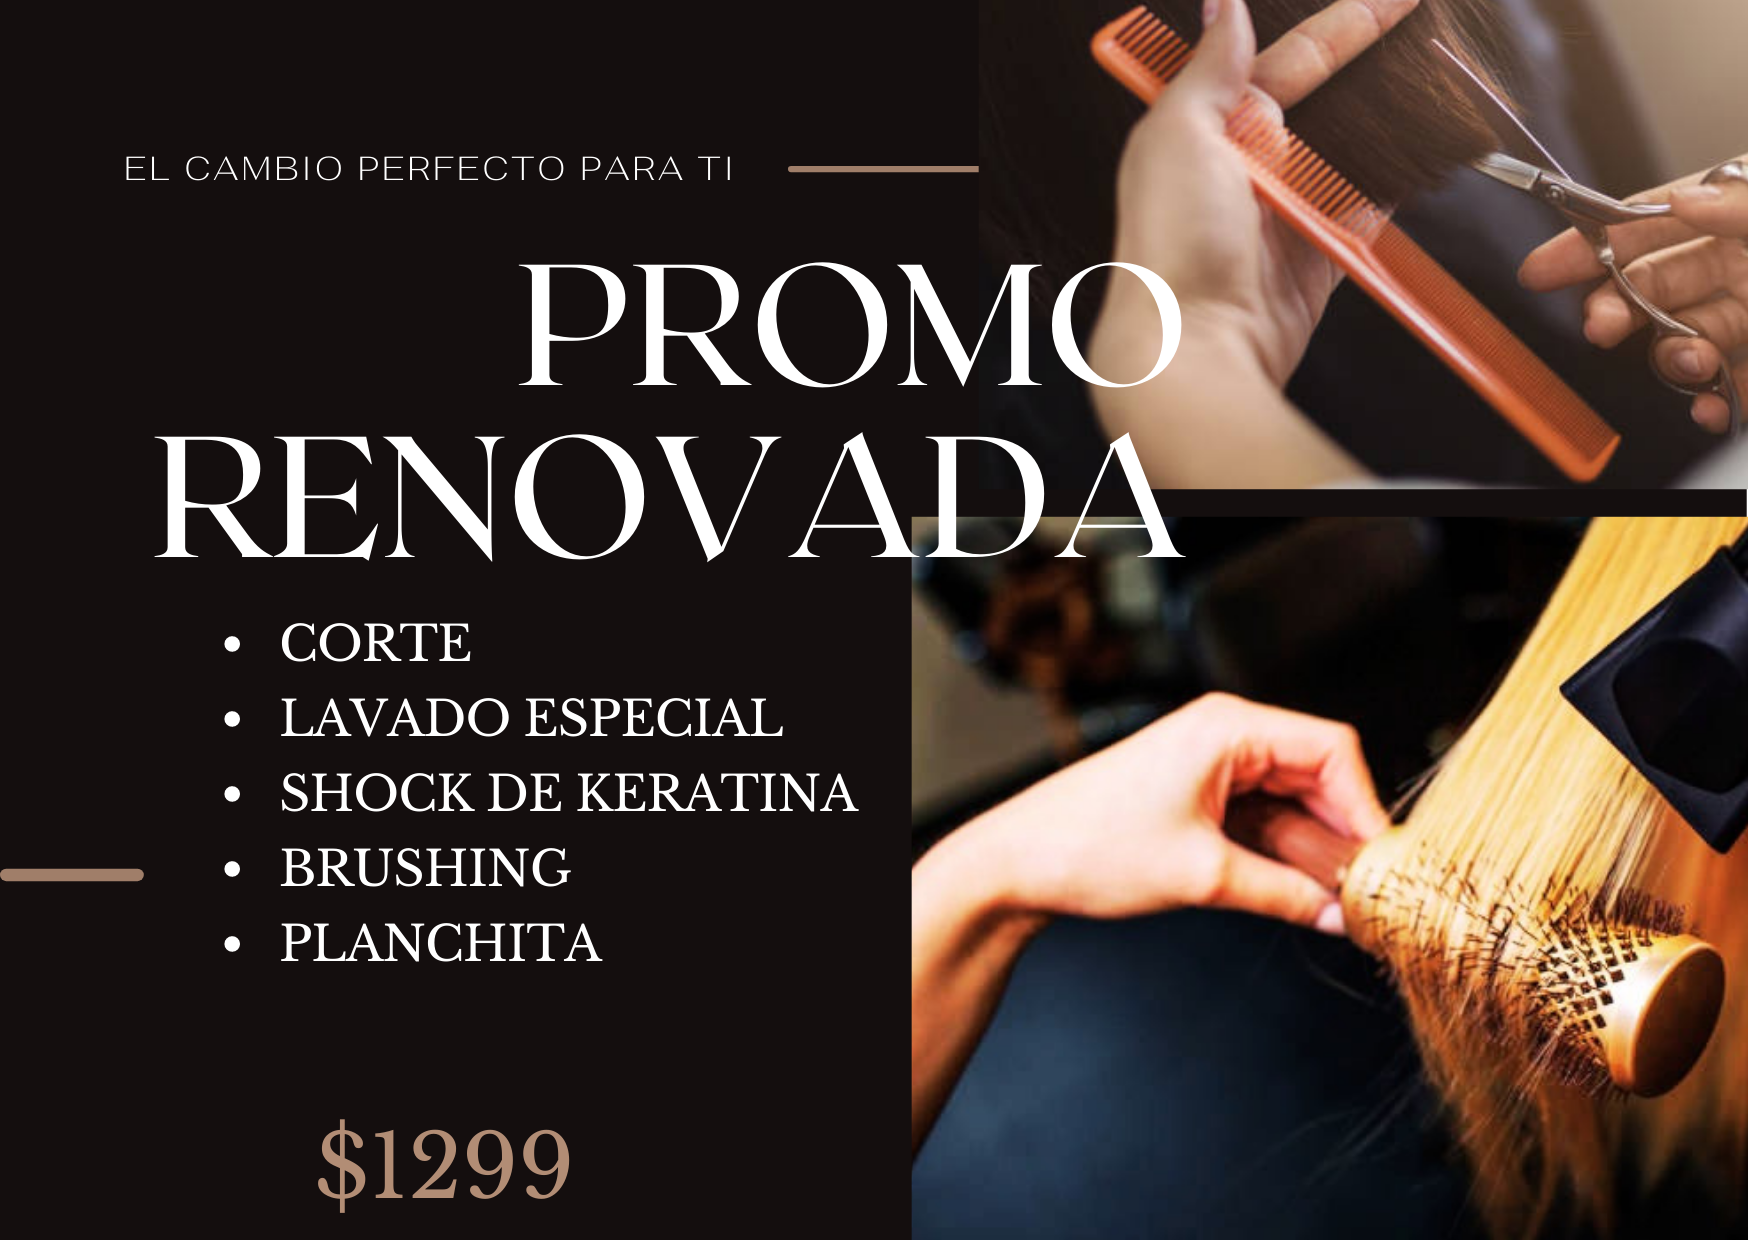 EL CAMBIO PERFECTO PARA TI
PROMO
RENOVADA
• CORTE
• LAVADO ESPECIAL
• SHOCK DE KERATINA
• BRUSHING
• PLANCHITA
$1299